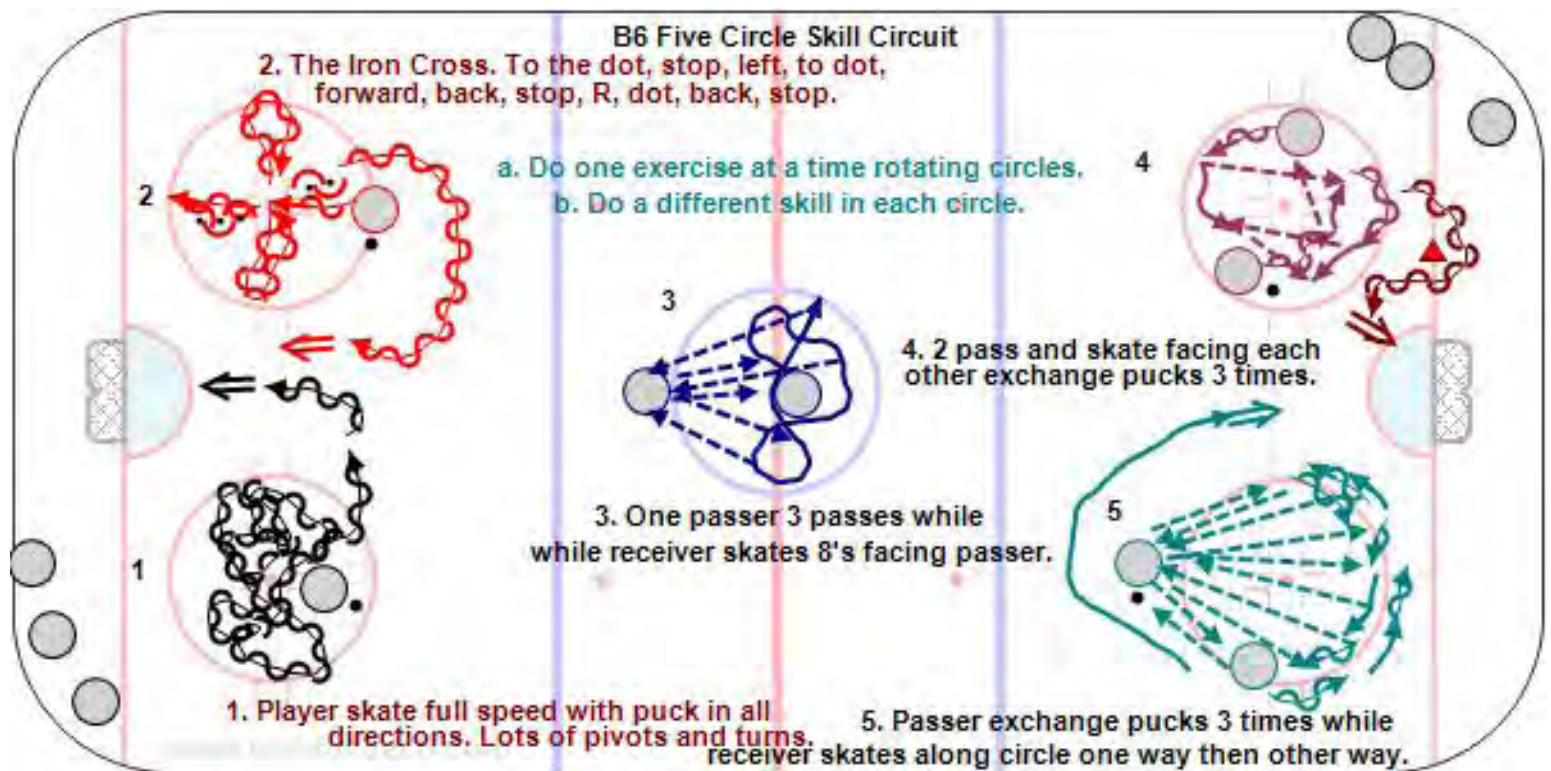 B6 Five Circle Skill Circuit
2. The Iron Cross. To the dot, stop, left, to dot,
forward, back, stop, R, dot, back, stop.
a. Do one exercise at a time rotating circles.
b. Do a different skill in each circle.
2
4
3
4. 2 pass and skate facing each
other exchange pucks 3 times.
5
3. One passer 3 passes while
while receiver skates 8's facing passer.
1
1. Player skate full speed with puck in all
directions. Lots of pivots and turns.
5. Passer exchange pucks 3 times while
receiver skates along circle one way then other way.